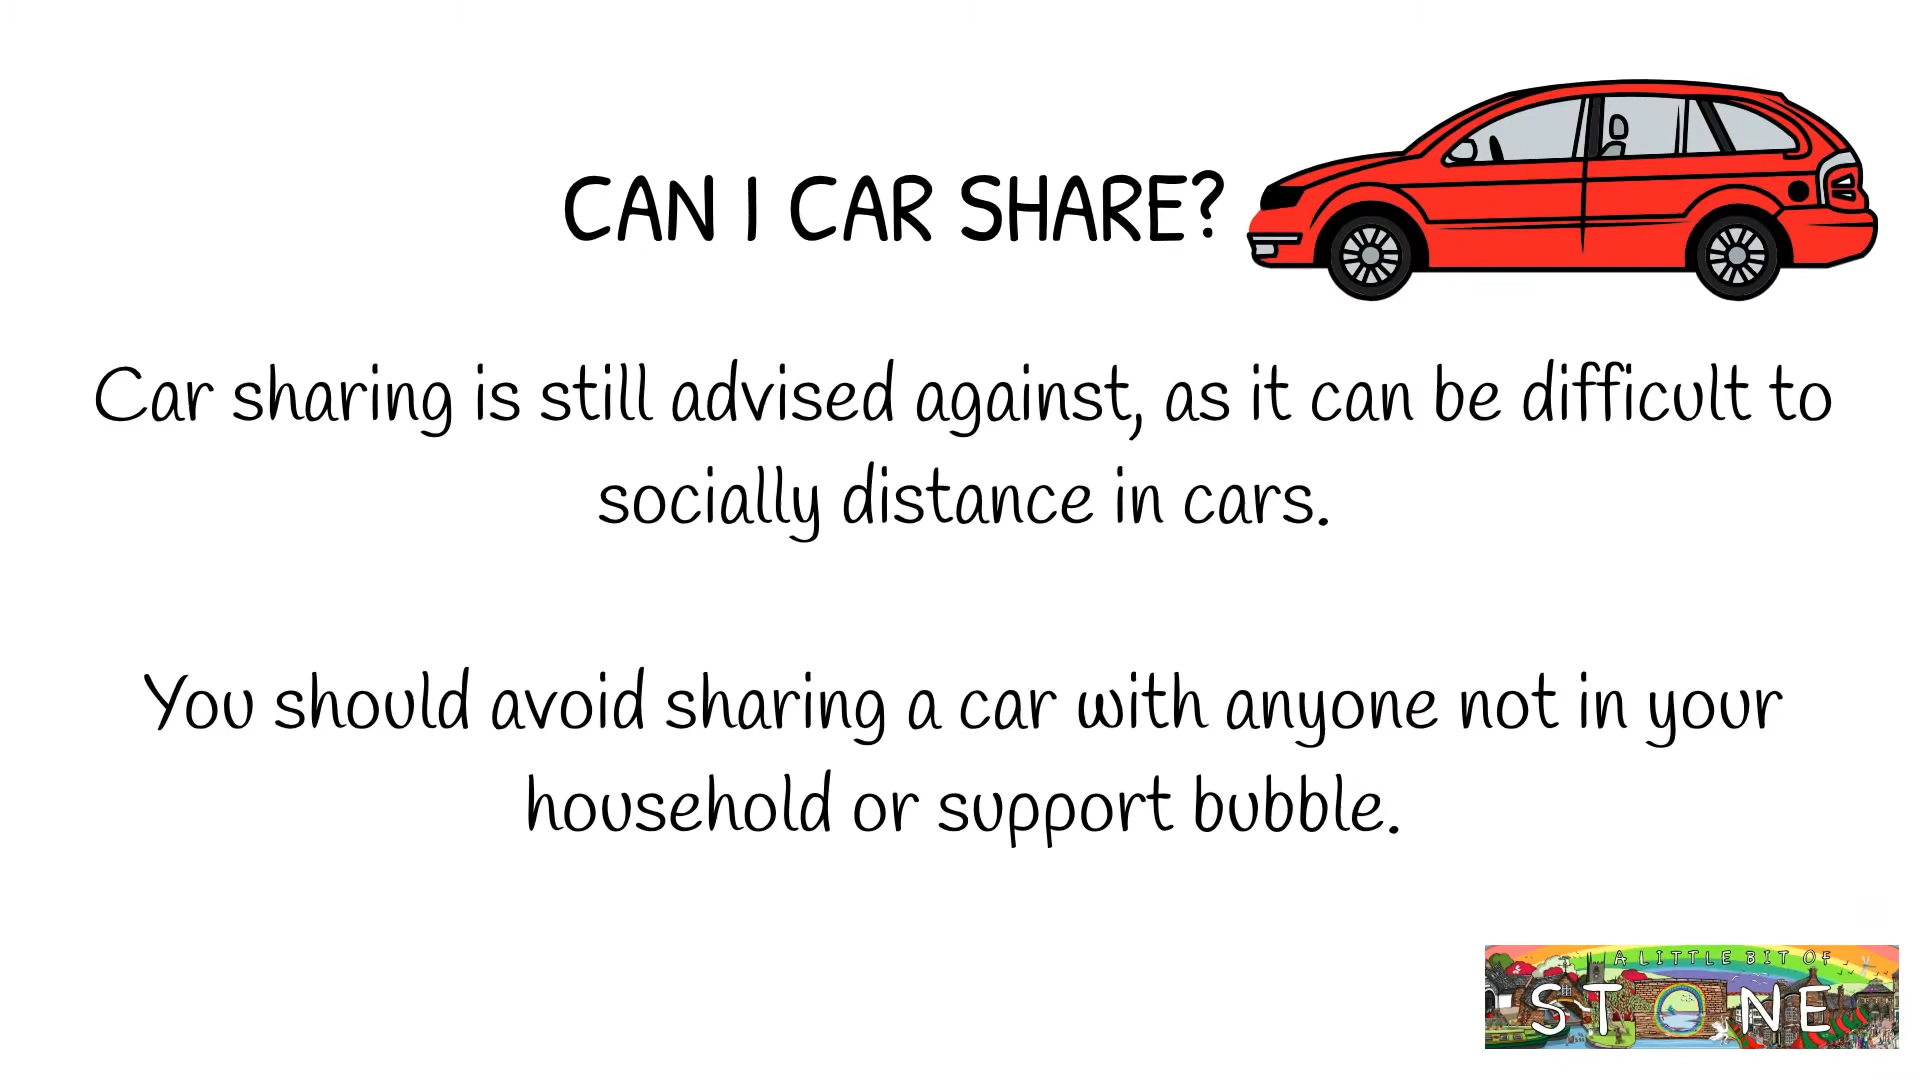 CAN I CAR SHARE?
Car sharing is still advised against, as it can be difficult to
socially distance in cars.
You should avoid sharing a car with anyone not in your
household or support bubble.
A LITTLE BIT OF
STONE